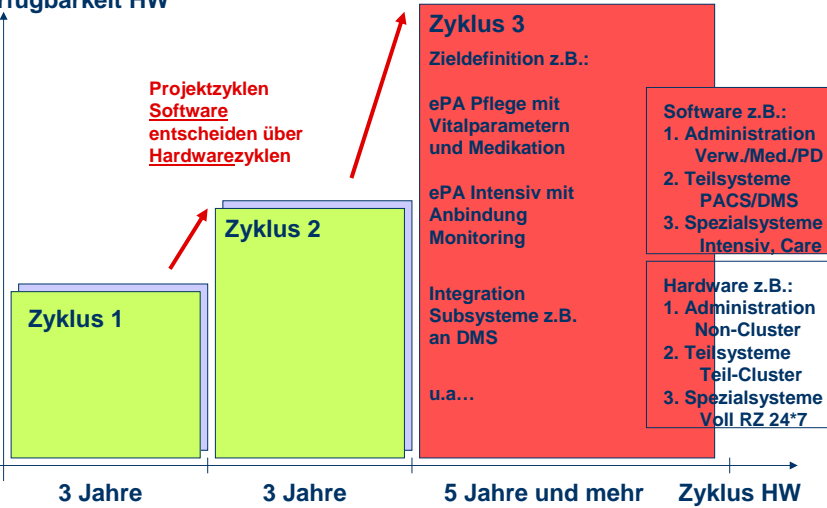 Zyklus 3
Zieldefinition z.B.:
ePA Pflege mit
Vitalparametern
und Medikation
ePA Intensiv mit
Anbindung
Monitoring
Integration
Subsysteme z.B.
an DMS
u.a…
Projektzyklen
Software
entscheiden über
Hardwarezyklen
Software z.B.:
1. Administration
Verw./Med./PD
2. Teilsysteme
PACS/DMS
3. Spezialsysteme
Intensiv, Care
Hardware z.B.:
1. Administration
Non-Cluster
2. Teilsysteme
Teil-Cluster
3. Spezialsysteme
Voll RZ 24*7
Zyklus 2
Zyklus 1
3 Jahre
3 Jahre
5 Jahre und mehr
Zyklus HW